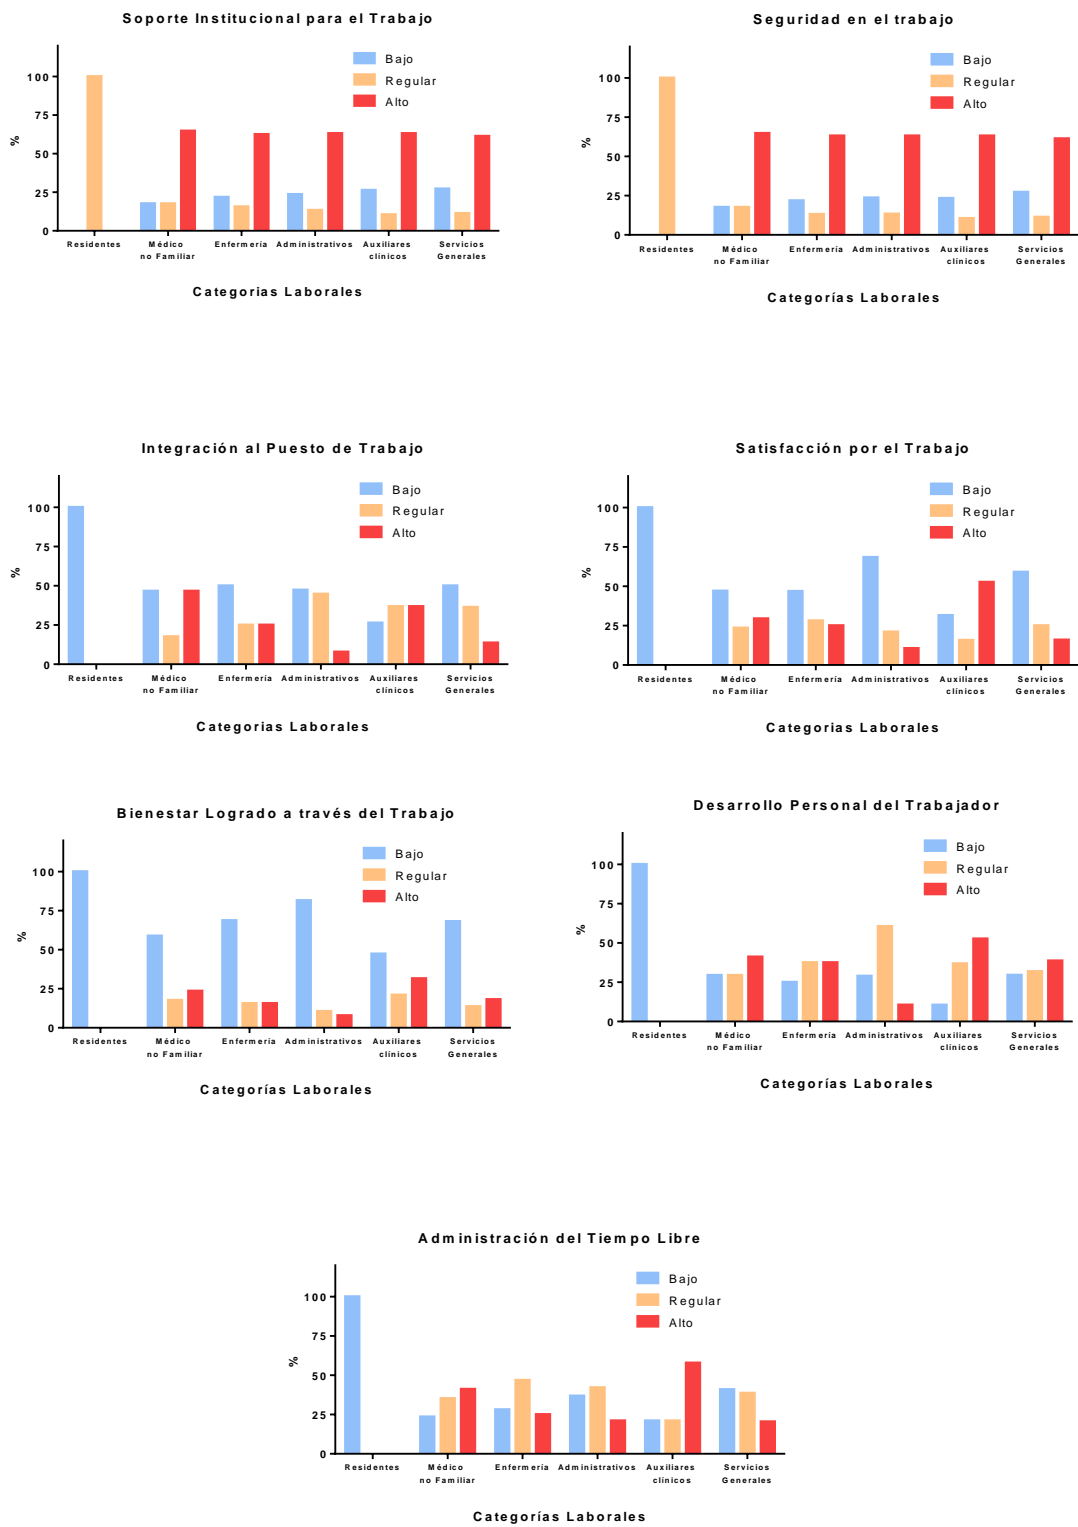 Soporte Institucional para el Trabajo
Bajo
Regular
Alto
100
75
50
25
0
%
Residentes Médico Enfermería Administrativos Auxiliares Servicios
no Familiar clínicos Generales
Categorias Laborales
Seguridad en el trabajo
Bajo
Regular
Alto
100
75
50
25
0
%
Residentes Médico Enfermería Administrativos Auxiliares Servicios
no Familiar clínicos Generales
Categorías Laborales
Integración al Puesto de Trabajo
Bajo
Regular
Alto
100
75
50
25
0
%
Residentes Médico Enfermería Administrativos Auxiliares Servicios
no Familiar clínicos Generales
Categorias Laborales
Satisfacción por el Trabajo
Bajo
Regular
Alto
100
75
50
25
0
%
Residentes Médico Enfermería Administrativos Auxiliares Servicios
no Familiar clínicos Generales
Categorías Laborales
Bienestar Logrado a través del Trabajo
Bajo
Regular
Alto
100
75
50
25
0
%
Residentes Médico Enfermería Administrativos Auxiliares Servicios
no Familiar clínicos Generales
Categorías Laborales
Desarrollo Personal del Trabajador
Bajo
Regular
Alto
100
75
50
25
0
%
Residentes Médico Enfermería Administrativos Auxiliares Servicios
no Familiar clínicos Generales
Categorías Laborales
Administración del Tiempo Libre
Bajo
Regular
Alto
100
75
50
25
0
%
Residentes Médico Enfermería Administrativos Auxiliares Servicios
no Familiar clínicos Generales
Categorías Laborales